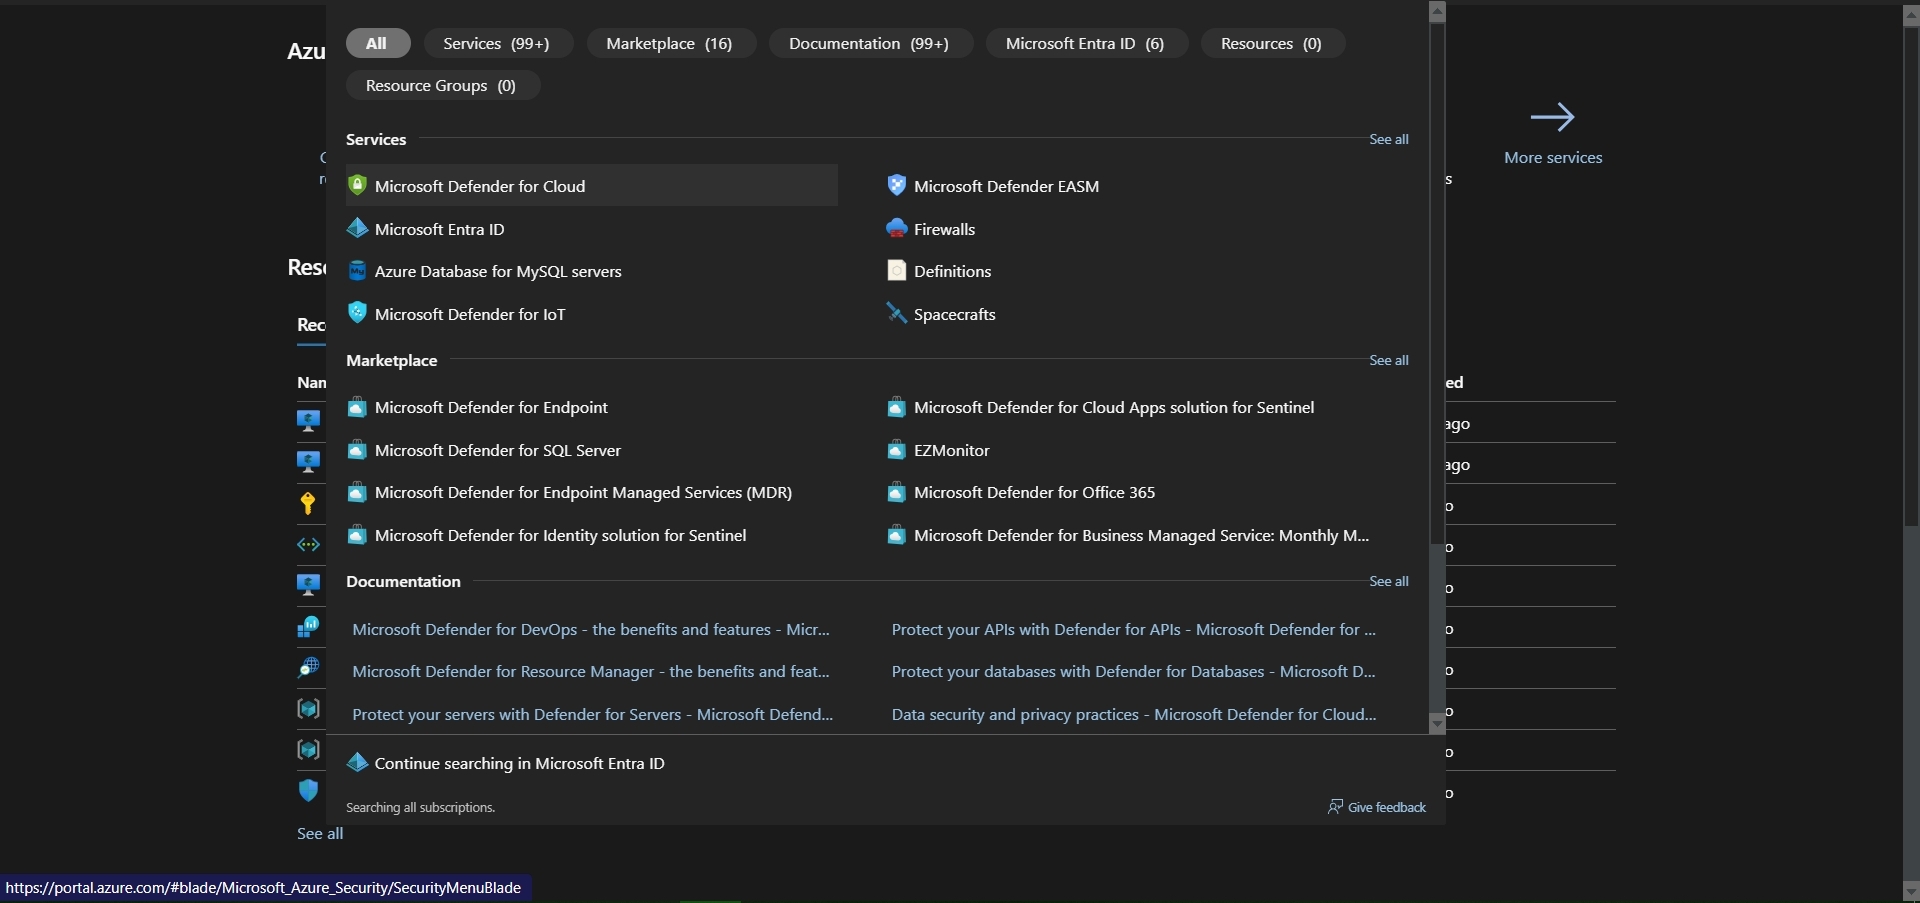 Azu
All
Services (99+)
Marketplace (16)
Documentation (99+)
Microsoft Entra ID (6)
Resources (0)
Resource Groups (0)
More services
Services
See all
Microsoft Defender for Cloud
Microsoft Defender EASM
s
Microsoft Entra ID
Firewalls
Rese
Azure Database for MySQL servers
Definitions
Microsoft Defender for IoT
Spacecrafts
Rec
Marketplace
See all
Nam
ed
Microsoft Defender for Endpoint
Microsoft Defender for Cloud Apps solution for Sentinel
ago
Microsoft Defender for SQL Server
EZMonitor
ago
Microsoft Defender for Endpoint Managed Services (MDR)
Microsoft Defender for Office 365
o
Microsoft Defender for Identity solution for Sentinel
Microsoft Defender for Business Managed Service: Monthly M...
o
Documentation
See all
o
Microsoft Defender for DevOps - the benefits and features - Micr...
Protect your APIs with Defender for APIs - Microsoft Defender for ...
o
Microsoft Defender for Resource Manager - the benefits and feat...
Protect your databases with Defender for Databases - Microsoft D...
o
Protect your servers with Defender for Servers - Microsoft Defend...
Data security and privacy practices - Microsoft Defender for Cloud...
o
Continue searching in Microsoft Entra ID
o
Searching all subscriptions.
Give feedback
o
See all
https://portal.azure.com/#blade/Microsoft_Azure_Security/SecurityMenuBlade